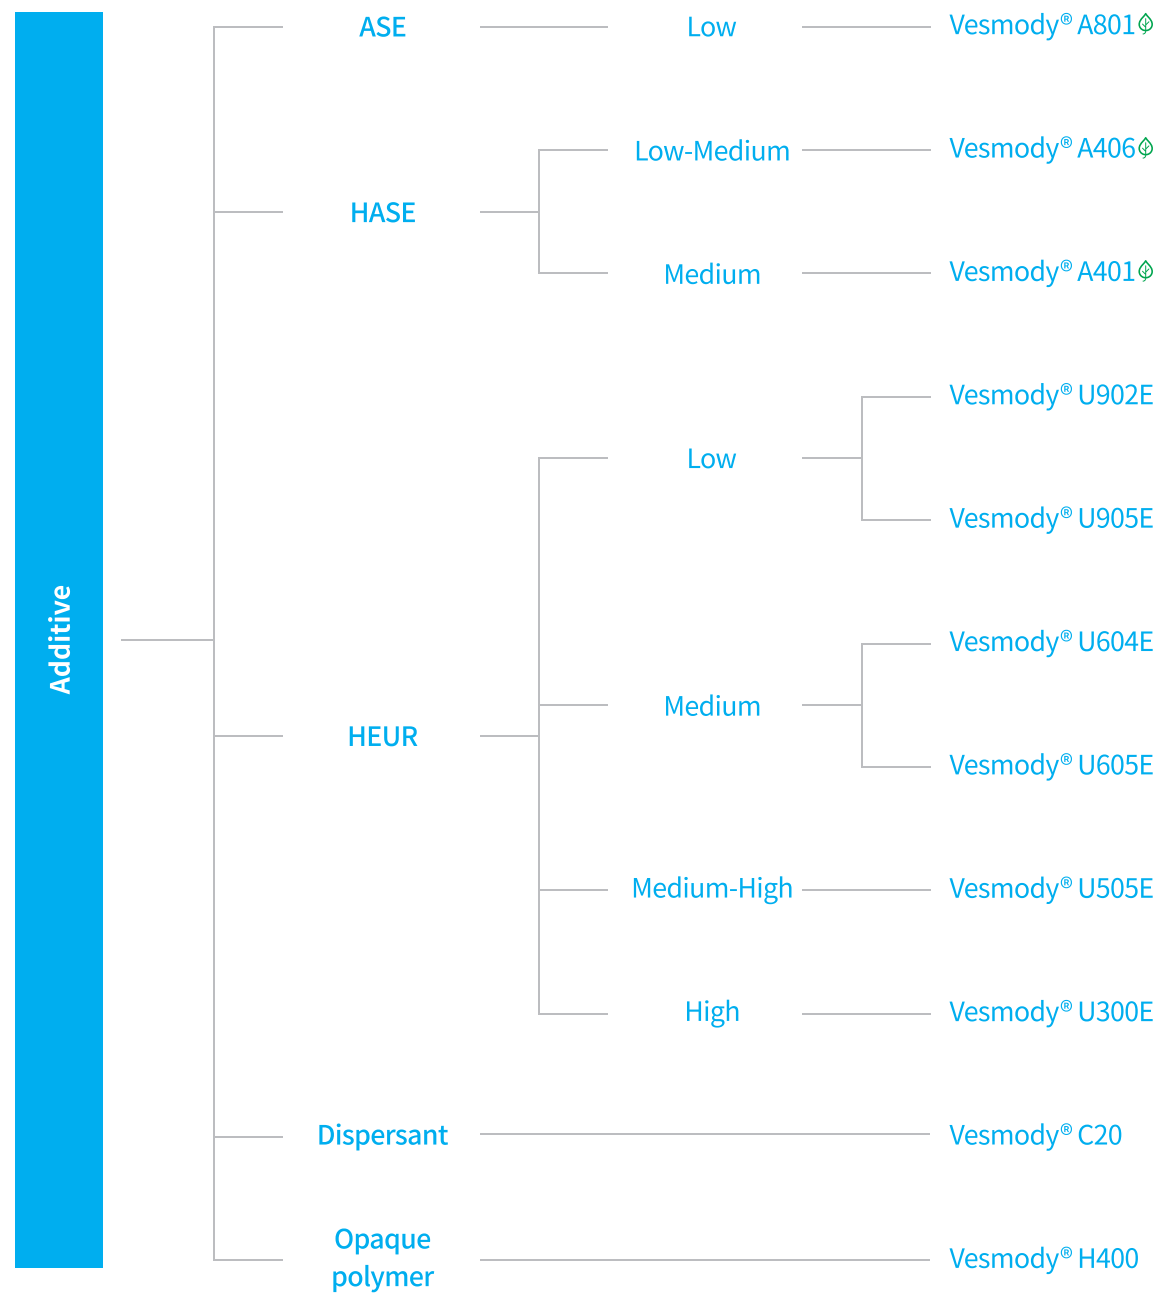 ASE
Low
Vesmody® A801
Low-Medium
Vesmody® A406
HASE
Medium
Vesmody® A401
Vesmody® U902E
Low
Vesmody® U905E
Additive
Vesmody® U604E
Medium
HEUR
Vesmody® U605E
Medium-High
Vesmody® U505E
High
Vesmody® U300E
Dispersant
Vesmody® C20
Opaque
polymer
Vesmody® H400